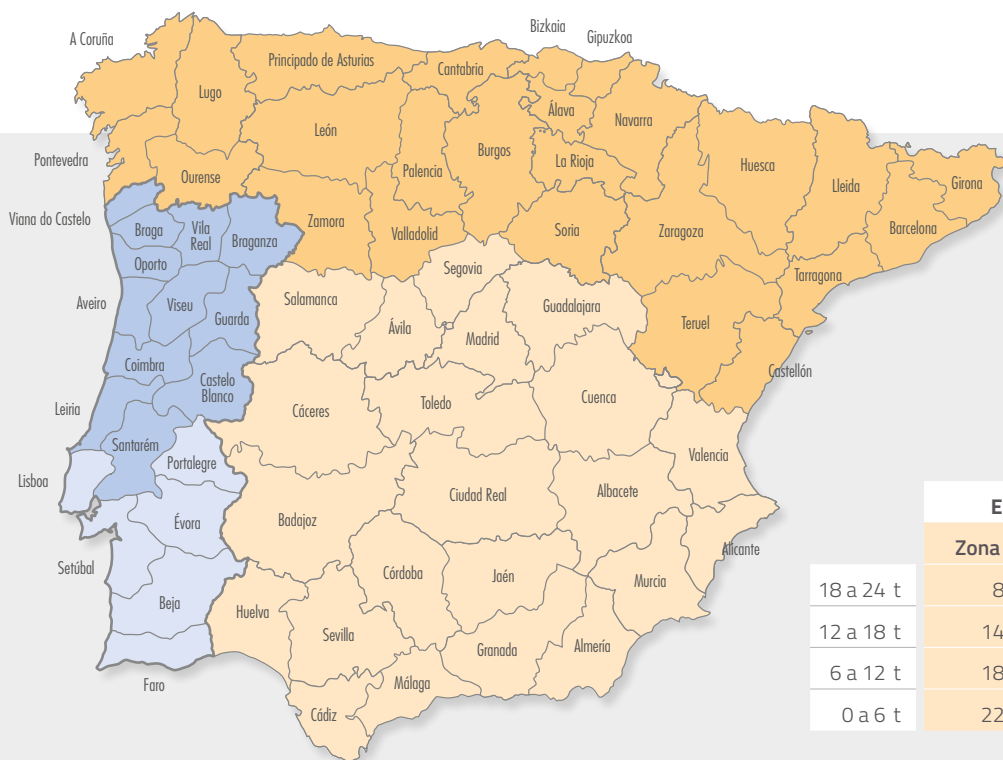 Bizkaia
A Coruña
Gipuzkoa
Principado de Asturias
Cantabria
Lugo
Álava
Navarra
León
Burgos
La Rioja
Huesca
Pontevedra
Palencia
Ourense
Lleida
Girona
Viana do Castelo
Zamora
Valladolid
Soria
Zaragoza
Barcelona
Braga
Vila
Real
Braganza
Oporto
Segovia
Tarragona
Aveiro
Viseu
Salamanca
Guadalajara
Guarda
Ávila
Madrid
Teruel
Coimbra
Castelo
Blanco
Castellón
Leiria
Cáceres
Toledo
Cuenca
Santarém
Portalegre
Valencia
Lisboa
Ciudad Real
Albacete
Badajoz
Évora
Setúbal
Córdoba
Jaén
Alicante
Murcia
Beja
Huelva
Sevilla
Granada
Almería
Faro
Málaga
Cádiz
E
Zona
18 a 24 t 8
12 a 18 t 14
6 a 12 t 18
0 a 6 t 22